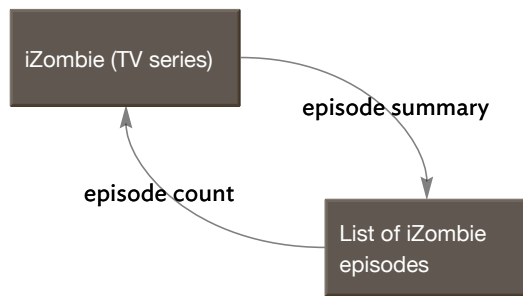 iZombie (TV series)
episode summary
episode count
List of iZombie
episodes